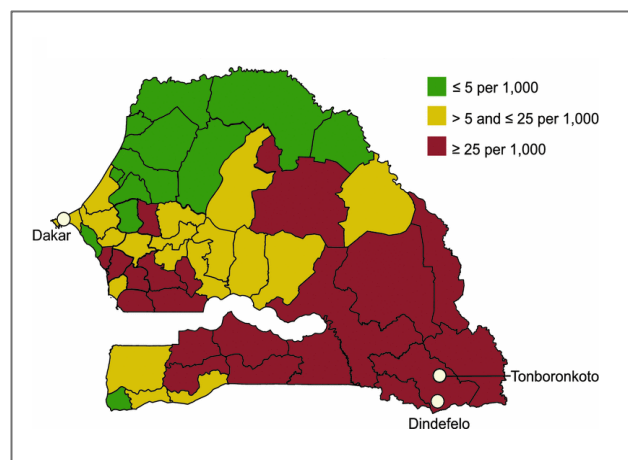 ≤ 5 per 1,000
> 5 and ≤ 25 per 1,000
≥ 25 per 1,000
Dakar
Tonboronkoto
Dindefelo